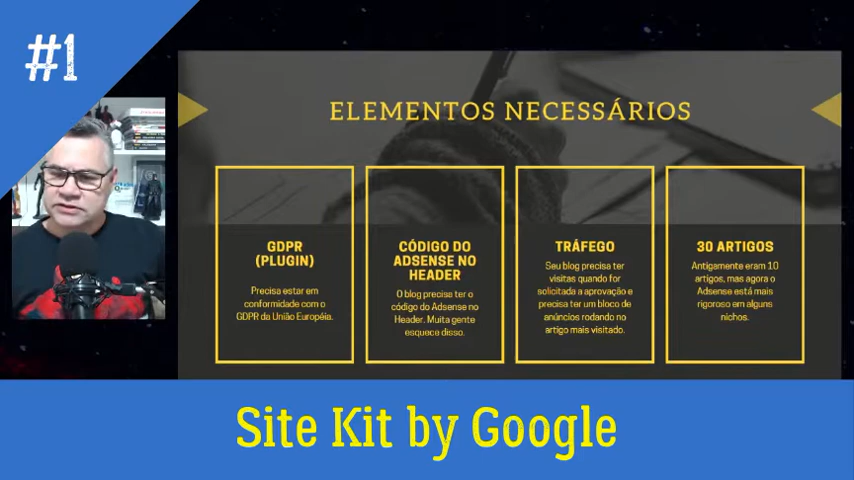 #1
ELEMENTOS NECESSÁRIOS
GDPR
(PLUGIN)
Precisa estar em
conformidade com o
GDPR da União Européia.
CÓDIGO DO
ADSENSE NO
HEADER
O blog precisa ter o
código do Adsense no
Header. Muita gente
esquece disso.
TRÁFEGO
Seu blog precisa ter
visitas quando for
solicitada a aprovação e
precisa ter um bloco de
anúncios rodando no
artigo mais visitado.
30 ARTIGOS
Antigamente eram 10
artigos, mas agora o
Adsense está mais
rigoroso em alguns
nichos.
Site Kit by Google